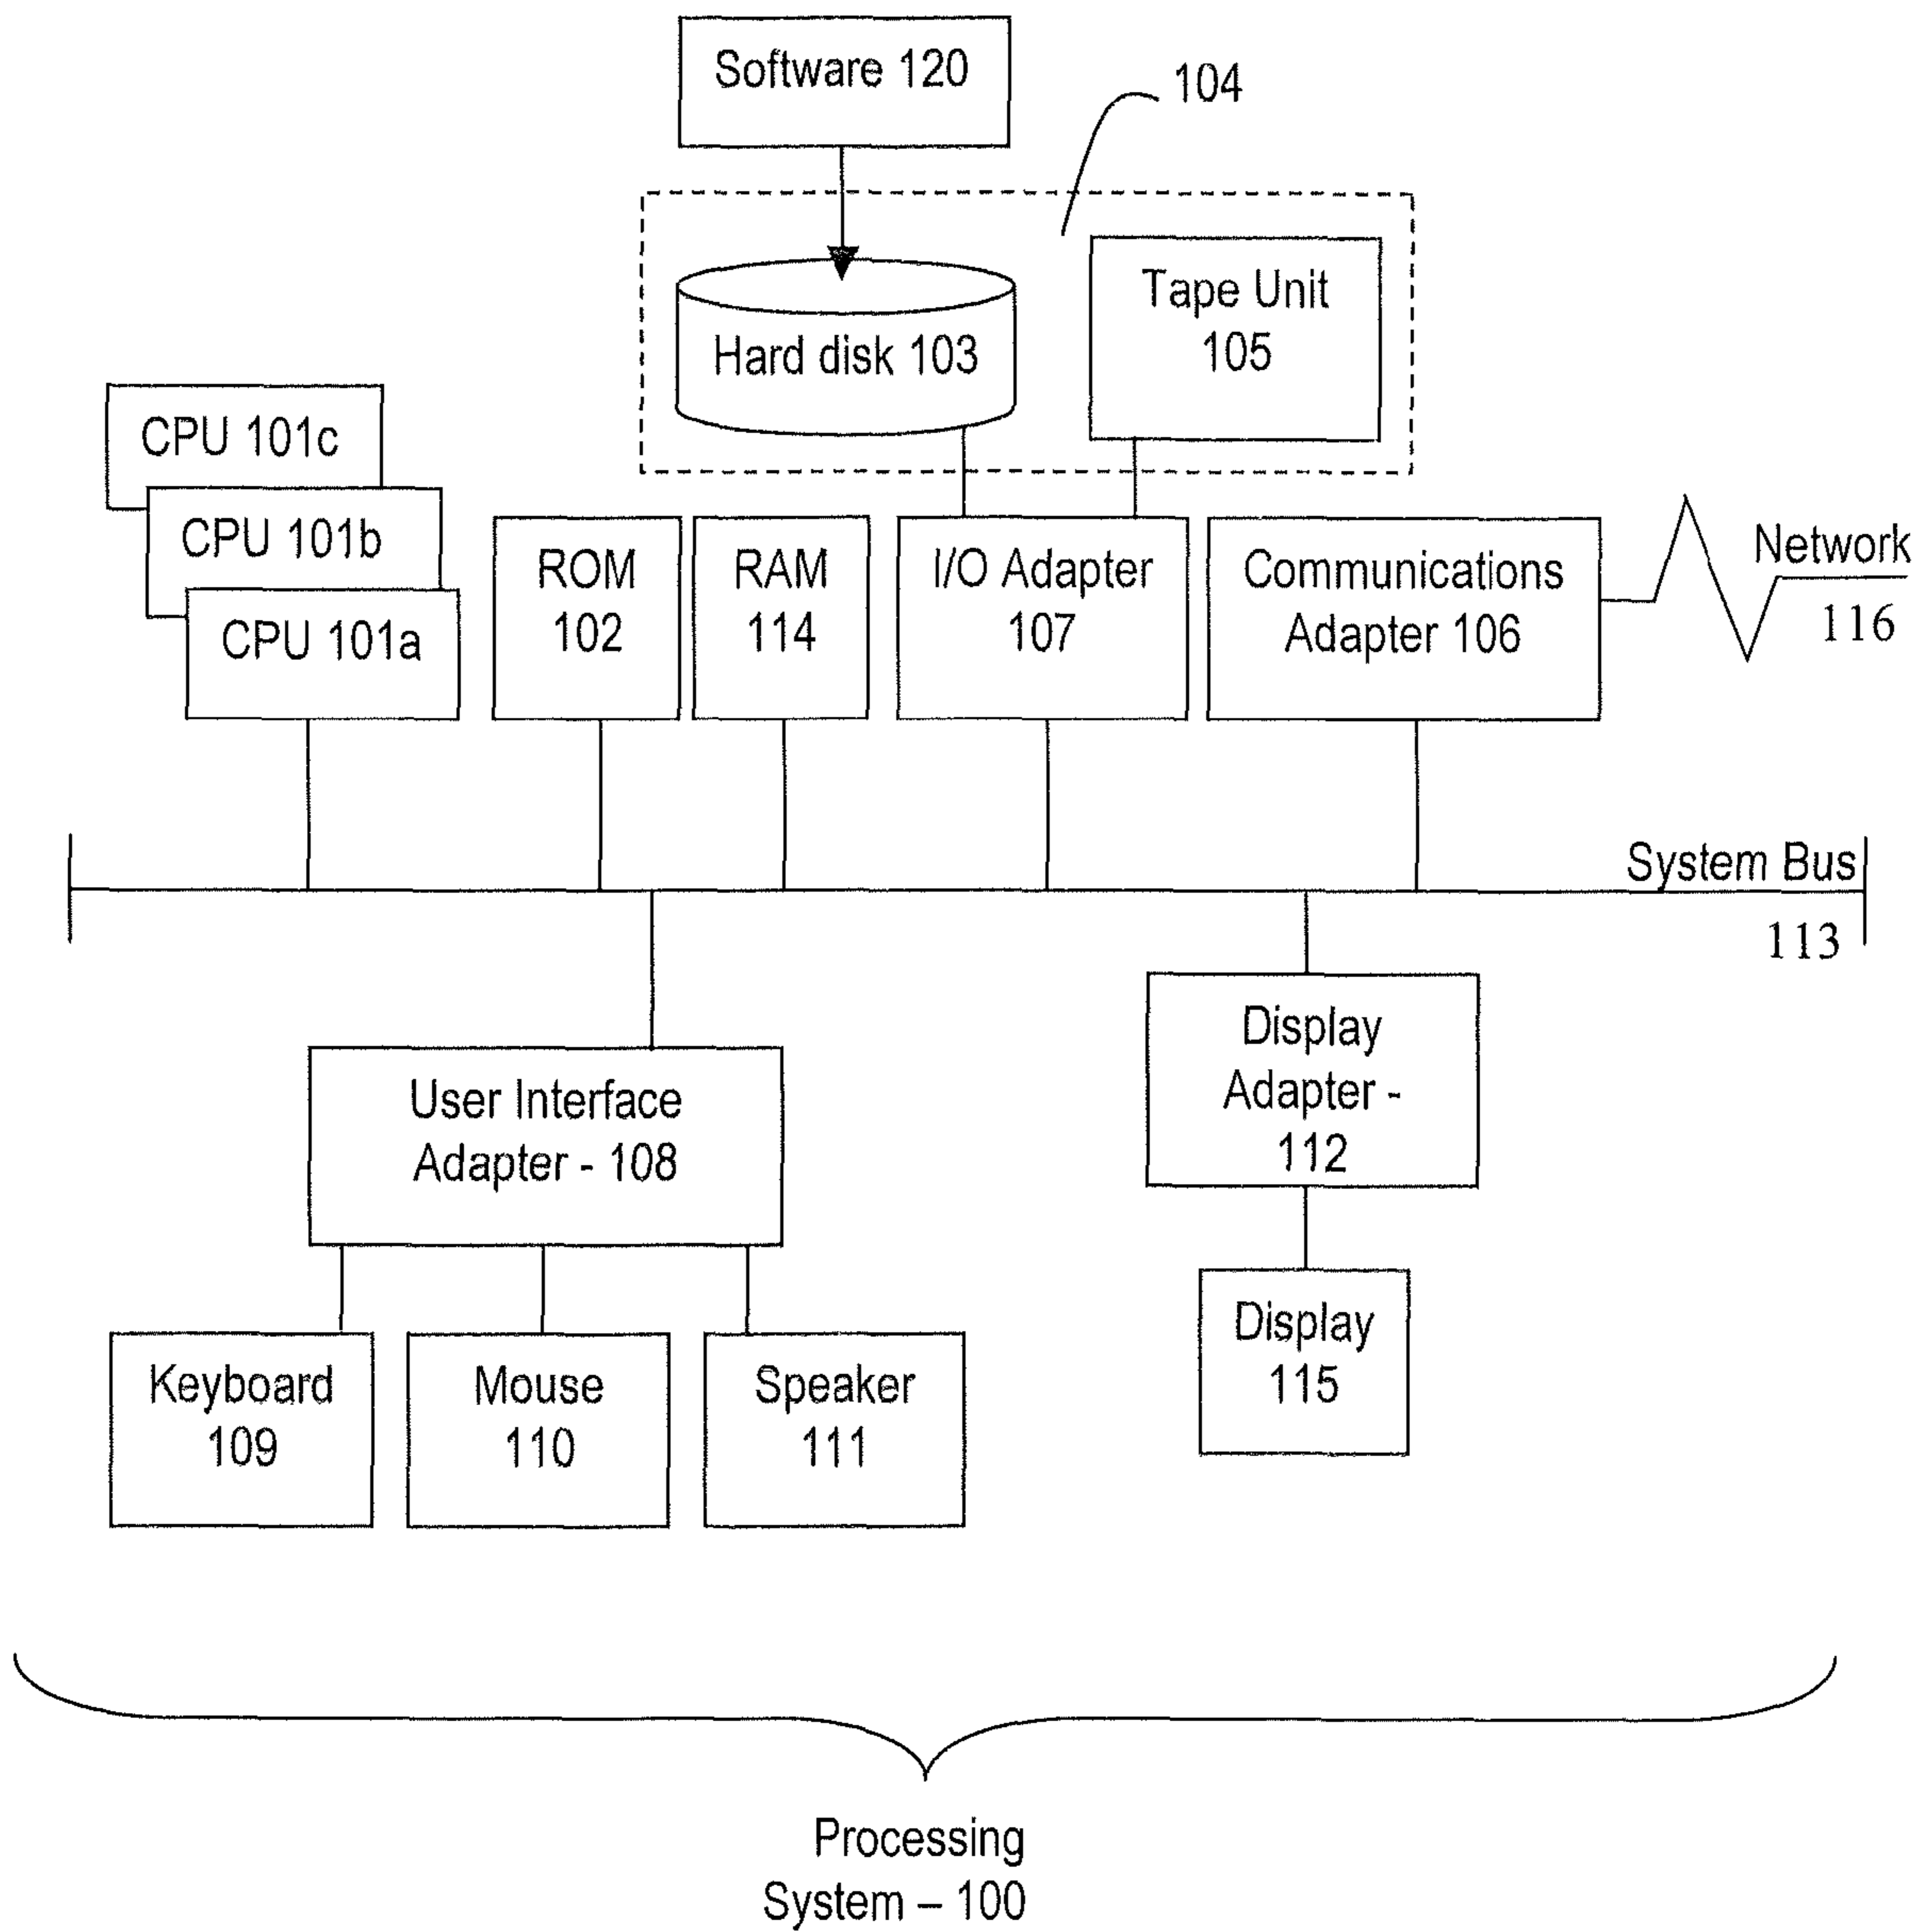 Software 120
104
Hard disk 103
Tape Unit
105
CPU 101c
CPU 101b
CPU 101a
ROM
102
RAM
114
I/O Adapter
107
Communications
Adapter 106
Network
116
System Bus
113
User Interface
Adapter - 108
Display
Adapter -
112
Keyboard
109
Mouse
110
Speaker
111
Display
115
Processing
System – 100